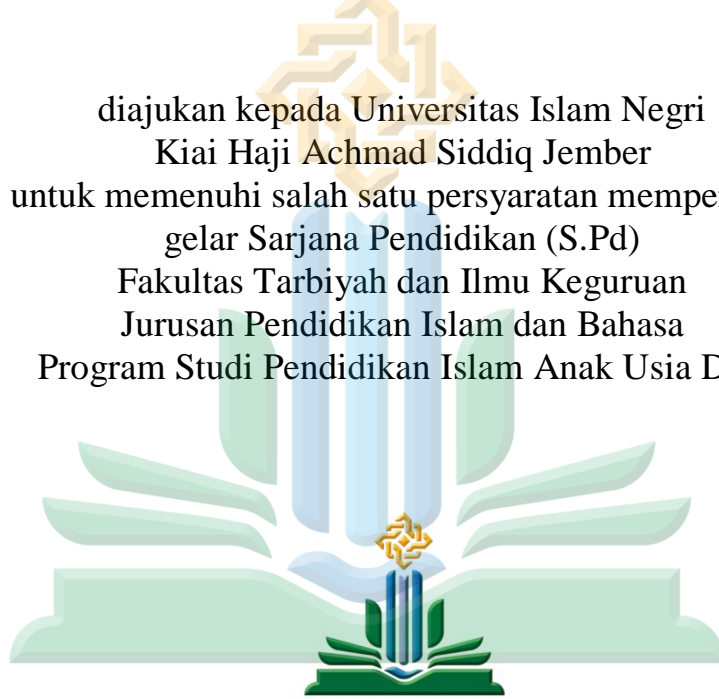 diajukan kepada Universitas Islam Negri
Kiai Haji Achmad Siddiq Jember
untuk memenuhi salah satu persyaratan
gelar Sarjana Pendidikan (S.Pd)
Fakultas Tarbiyah dan Ilmu Keguruan
Jurusan Pendidikan Islam dan Bahasa
Program Studi Pendidikan Islam Anak Usia